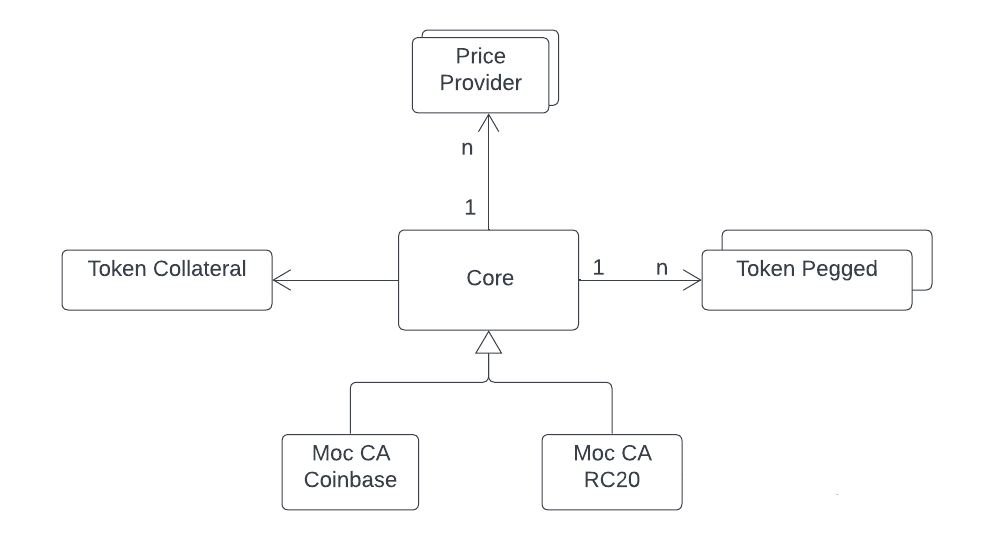 Price
Provider
n
1
Token Collateral
Core
1
n
Token Pegged
Moc CA
Coinbase
Moc CA
RC20